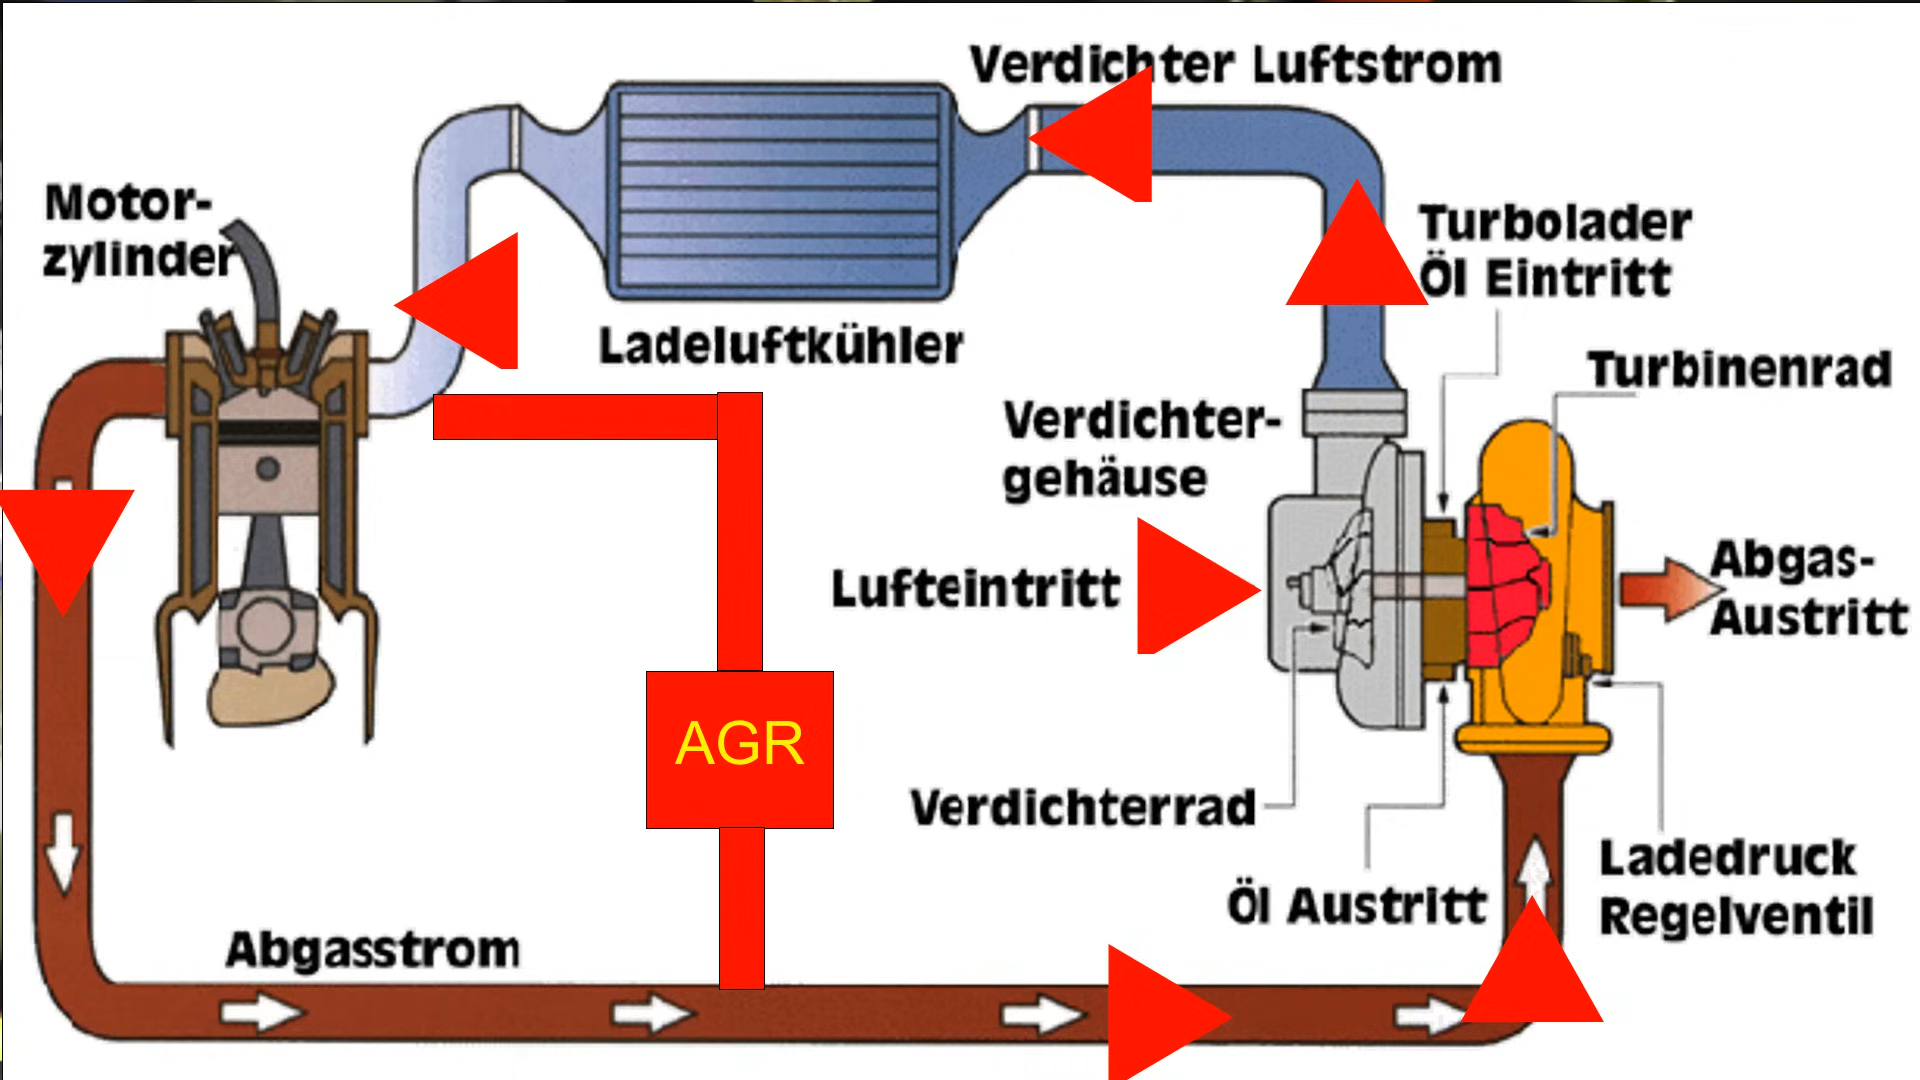 Verdichter Luftstrom
Motor-
zylinder
Turbolader
Öl Eintritt
Ladeluftkühler
Turbinenrad
Verdichter-
gehäuse
Lufteintritt
Abgas-
Austritt
AGR
Verdichterrad
Ladedruck
Regelventil
Öl Austritt
Abgasstrom